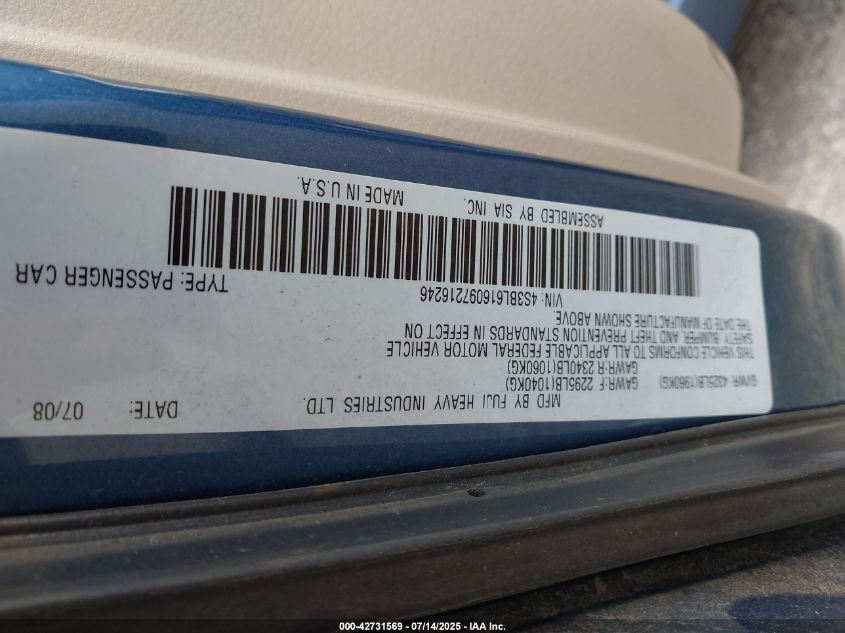 MFD BY FUJI HEAVY INDUSTRIES LTD.
DATE: 07/08
GVWR: 4325LB(1960KG)
GAWR:F 2295LB(1040KG)
GAWR:R 2340LB(1060KG)
THIS VEHICLE CONFORMS TO ALL APPLICABLE FEDERAL MOTOR VEHICLE
SAFETY, BUMPER, AND THEFT PREVENTION STANDARDS IN EFFECT ON
THE DATE OF MANUFACTURE SHOWN ABOVE.
VIN: 4S3BL616097216246
TYPE: PASSENGER CAR
ASSEMBLED BY SIA INC.
MADE IN U.S.A.
000-42731569 - 07/14/2025 - IAA Inc.